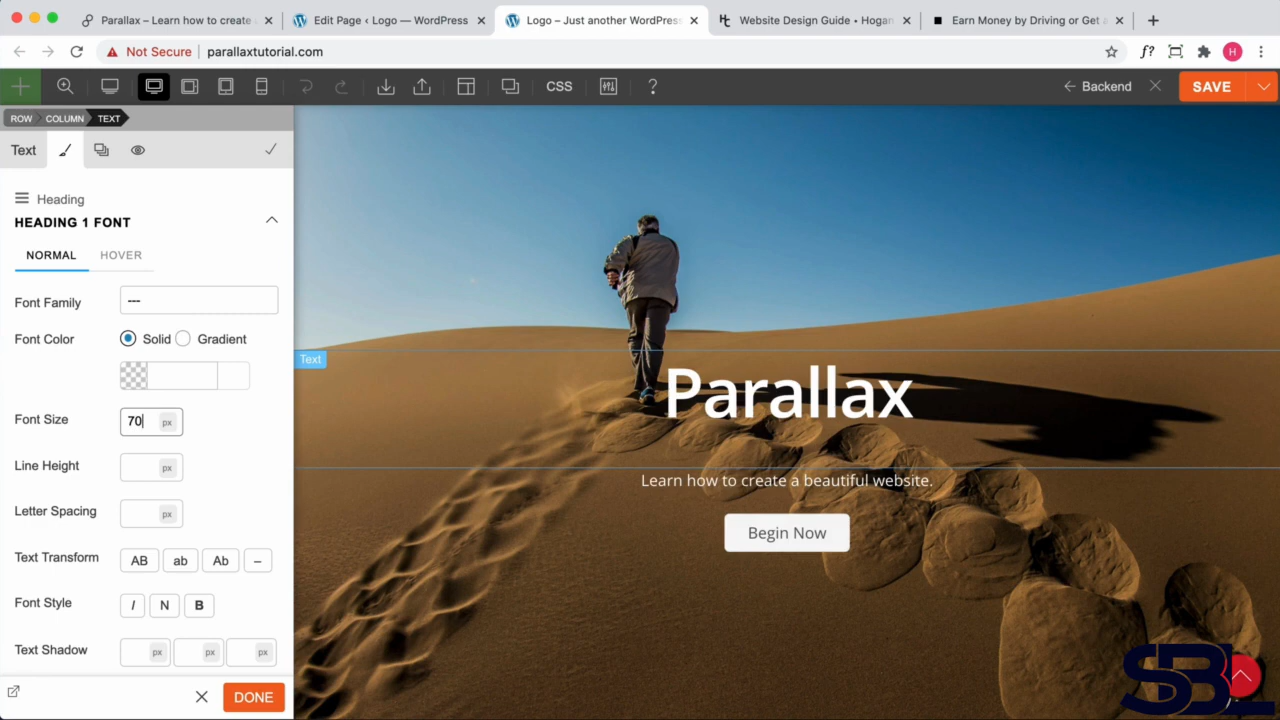 Parallax – Learn how to create a
Edit Page ‹ Logo — WordPress
Logo – Just another WordPress
Website Design Guide • Hogan
Earn Money by Driving or Get a
Not Secure
parallaxtutorial.com
f?
H
CSS
?
Backend
SAVE
ROW
COLUMN
TEXT
Text
Heading
HEADING 1 FONT
NORMAL
HOVER
Font Family
---
Font Color
Solid
Gradient
Font Size
70
px
Line Height
px
Letter Spacing
px
Text Transform
AB
ab
Ab
–
Font Style
I
N
B
Text Shadow
px
px
px
DONE
Text
Parallax
Learn how to create a beautiful website.
Begin Now
SBL